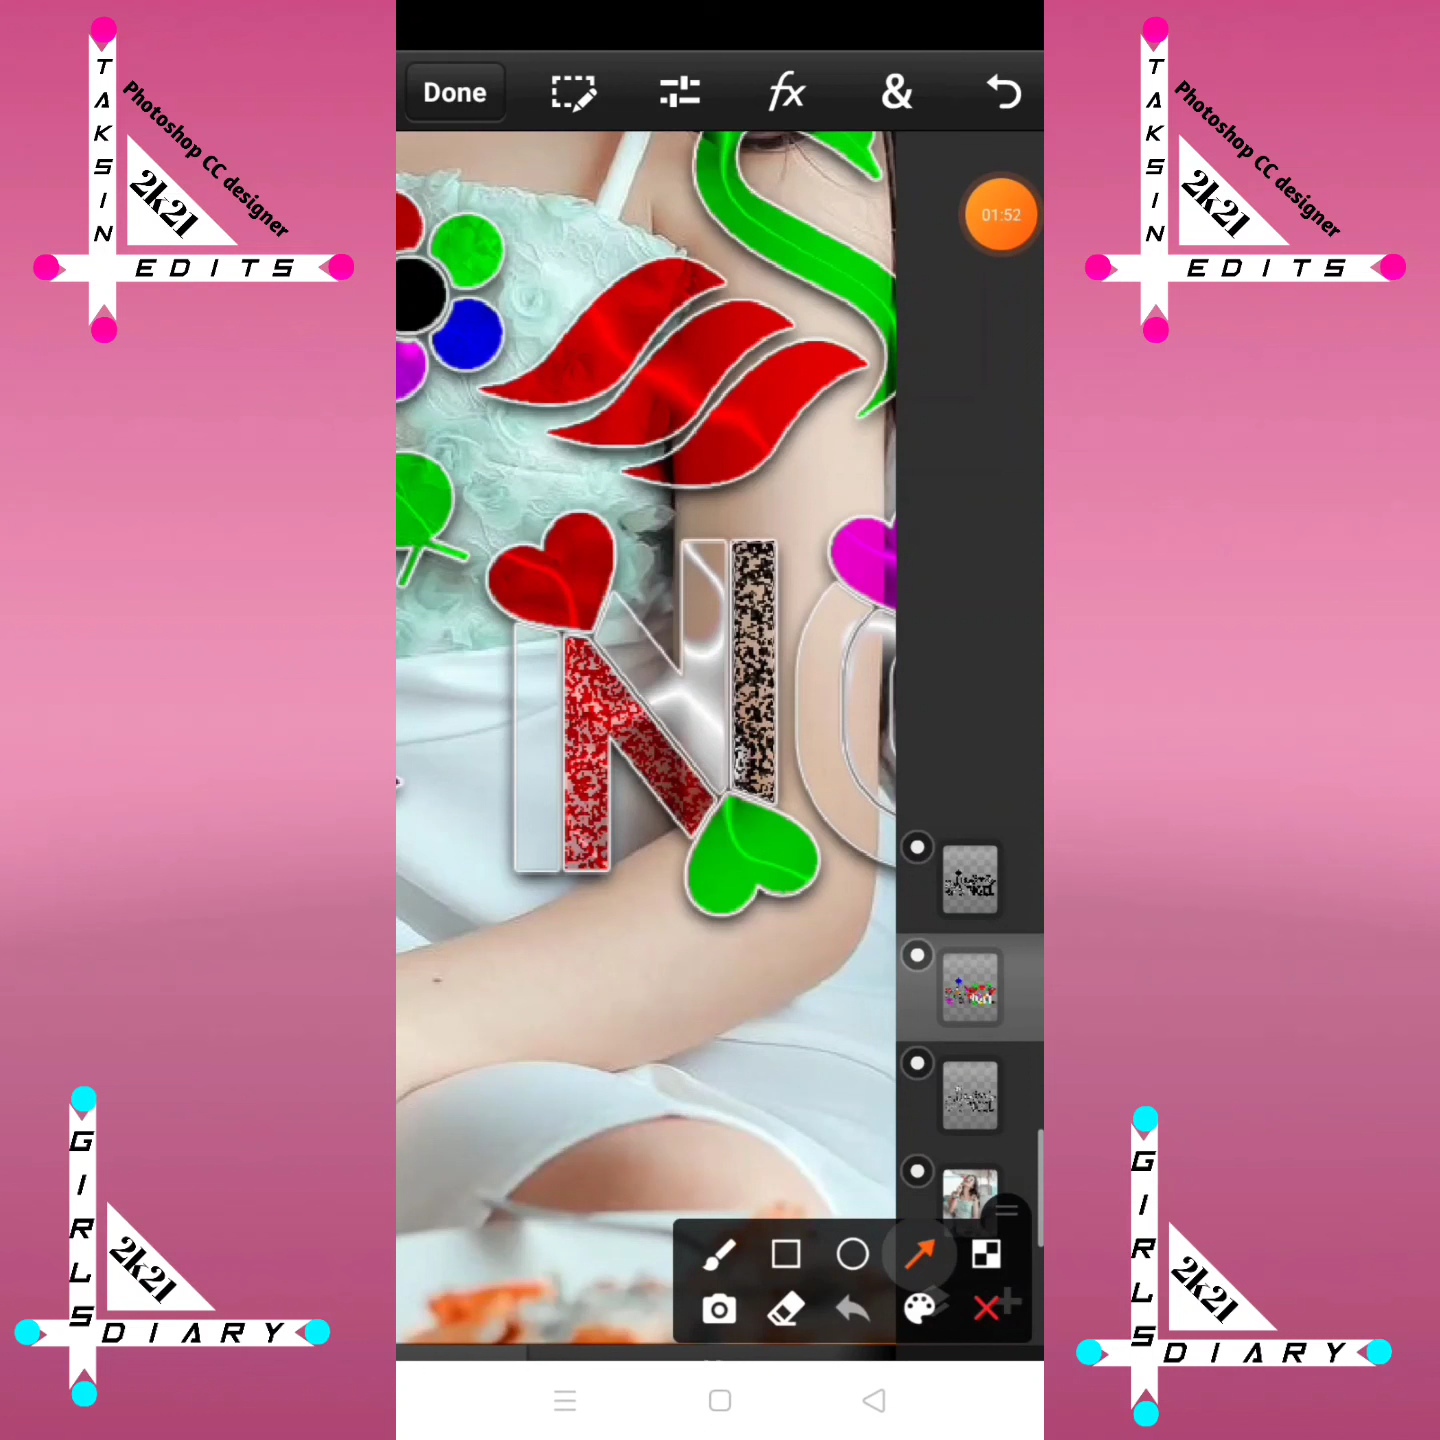 TAKSIN
EDITS
Photoshop CC designer
2k21
Done
fx
&
01:52
TAKSIN
EDITS
Photoshop CC designer
2k21
N
GIRLS
DIARY
2k21
GIRLS
DIARY
2k21